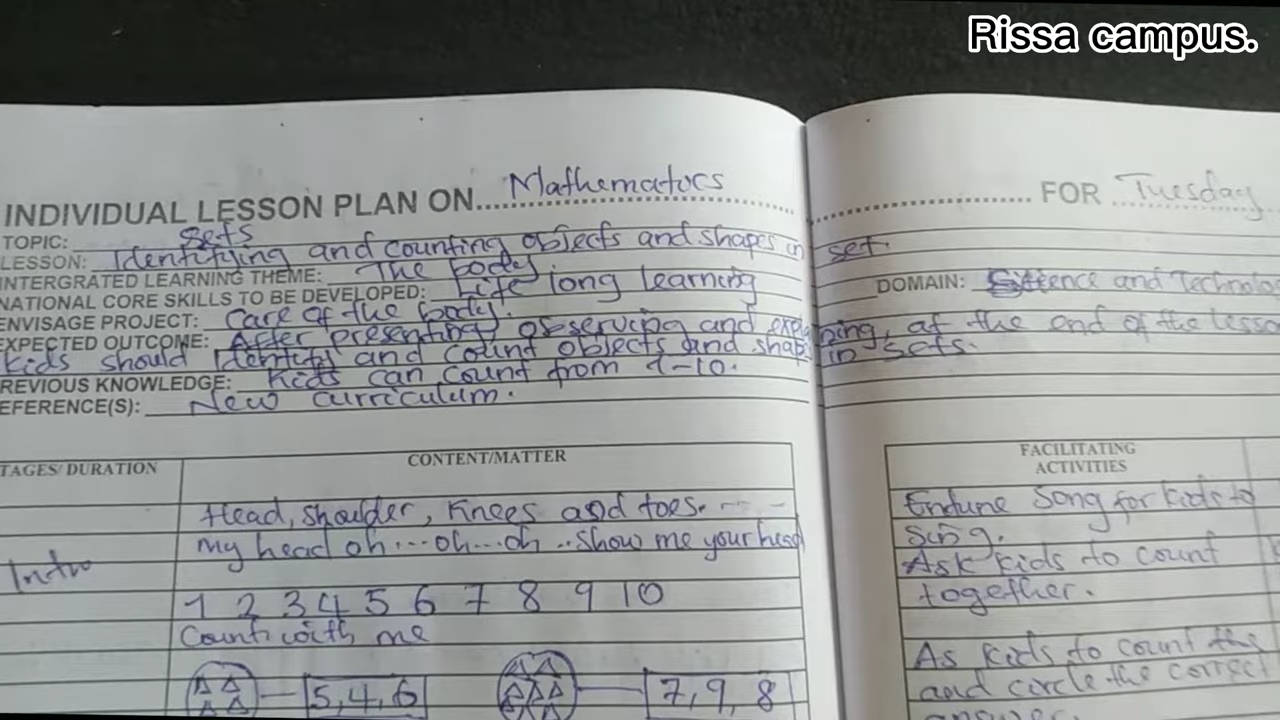 Rissa campus.
INDIVIDUAL LESSON PLAN ON Mathematics FOR Tuesday
TOPIC: Sets
LESSON: Identifying and counting objects and shapes in set.
INTERGRATED LEARNING THEME: The body. DOMAIN: Science and Technolo
NATIONAL CORE SKILLS TO BE DEVELOPED: Life long learning
ENVISAGE PROJECT: Care of the body.
EXPECTED OUTCOME: After presenting, observing and explaining, at the end of the lesso
kids should identify and count objects and shap in sets.
REVIOUS KNOWLEDGE: Kids can count from 1-10.
EFERENCE(S): New curriculum.
TAGES/ DURATION CONTENT/MATTER
FACILITATING
ACTIVITIES
Head, shoulder, knees and toes. ----
My head oh...oh...oh ..show me your head
Intro
1 2 3 4 5 6 7 8 9 10
Count with me
5,4,6 7,9,8
Endune Song for kids to
sing.
Ask kids to count
together.
As kids to count the
and circle the correct
answer.